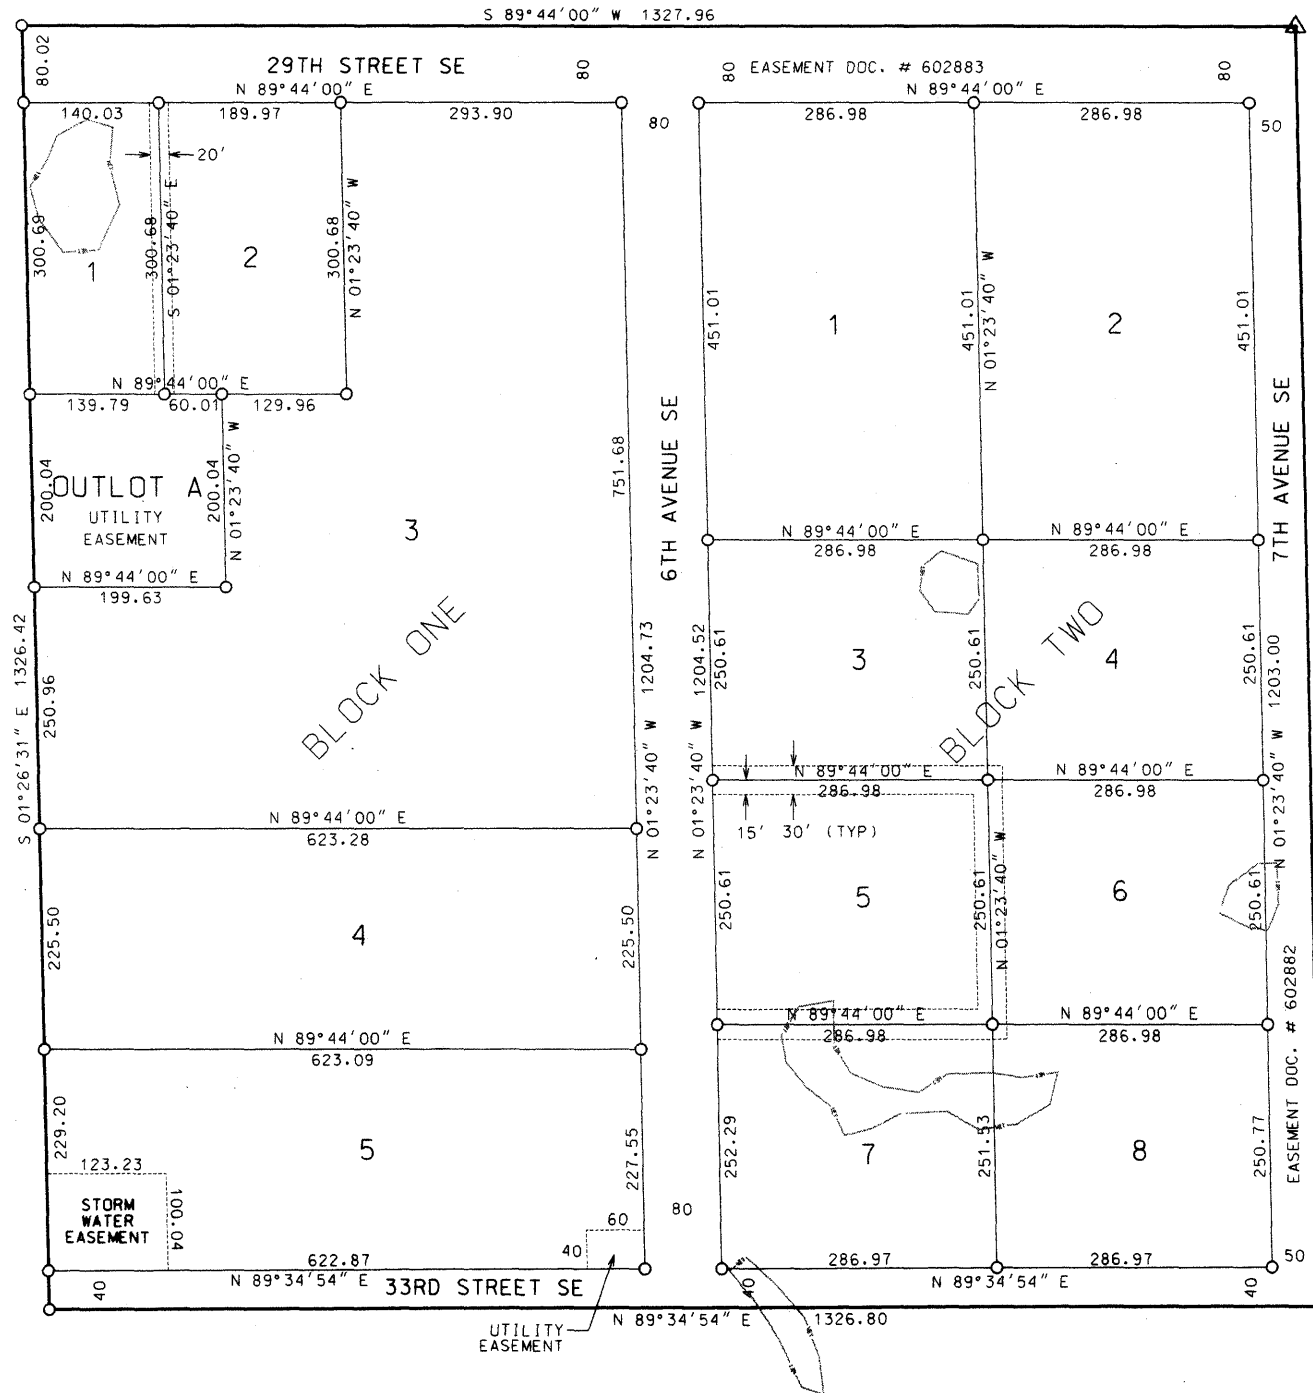 S 89°44'00" W 1327.96
80.02
29TH STREET SE
80
80
EASEMENT DOC. # 602883
80
N 89°44'00" E
N 89°44'00" E
140.03
189.97
293.90
80
286.98
286.98
50
20'
300.69
300.68
S 01°23'40" E
300.68
N 01°23'40" W
1
2
451.01
1
451.01
N 01°23'40" W
2
451.01
N 89°44'00" E
139.79
60.01
129.96
200.04
OUTLOT A
UTILITY
EASEMENT
200.04
N 01°23'40" W
3
751.68
6TH AVENUE SE
7TH AVENUE SE
N 89°44'00" E
199.63
N 89°44'00" E
286.98
N 89°44'00" E
286.98
S 01°26'31" E 1326.42
250.96
BLOCK ONE
N 01°23'40" W 1204.73
N 01°23'40" W 1204.52
250.61
3
250.61
BLOCK TWO
4
250.61
N 01°23'40" W 1203.00
N 89°44'00" E
286.98
N 89°44'00" E
286.98
15'
30' (TYP)
N 89°44'00" E
623.28
225.50
4
225.50
250.61
5
250.61
N 01°23'40" W
6
250.61
N 89°44'00" E
623.09
N 89°44'00" E
286.98
N 89°44'00" E
286.98
EASEMENT DOC. # 602882
229.20
5
227.55
252.29
7
251.53
8
250.77
123.23
STORM
WATER
EASEMENT
100.04
60
40
80
622.87
286.97
286.97
50
40
N 89°34'54" E
33RD STREET SE
40
N 89°34'54" E
40
N 89°34'54" E 1326.80
UTILITY
EASEMENT